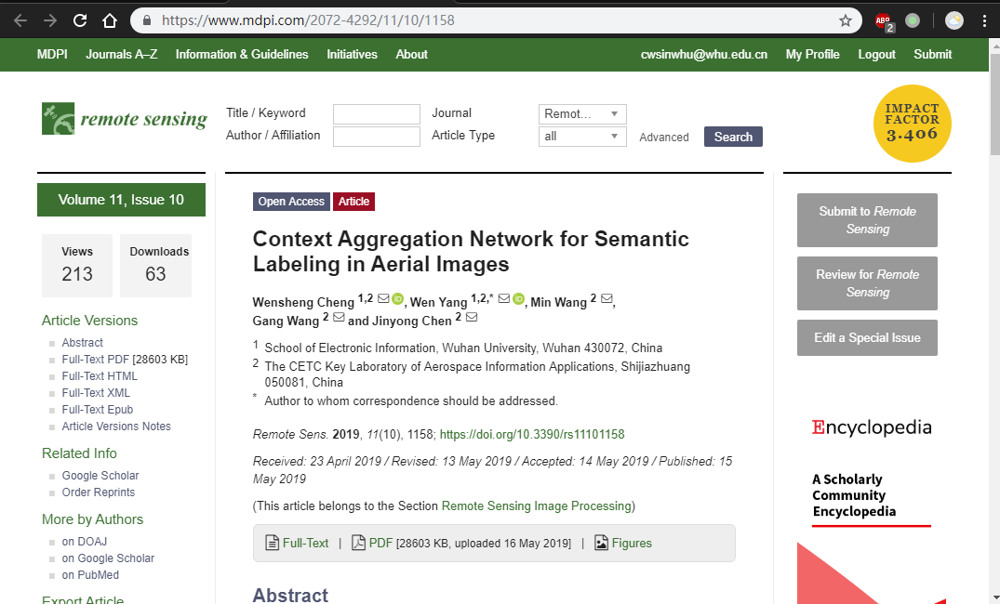 https://www.mdpi.com/2072-4292/11/10/1158
ABP
2
MDPI Journals A–Z Information & Guidelines Initiatives About cwsinwhu@whu.edu.cn My Profile Logout Submit
remote sensing
Title / Keyword
Journal
Remot…
Author / Affiliation
Article Type
all
Advanced
Search
IMPACT
FACTOR
3.406
Volume 11, Issue 10
Views
213
Downloads
63
Article Versions
Abstract
Full-Text PDF [28603 KB]
Full-Text HTML
Full-Text XML
Full-Text Epub
Article Versions Notes
Related Info
Google Scholar
Order Reprints
More by Authors
on DOAJ
on Google Scholar
on PubMed
Export Article
Open Access Article
Context Aggregation Network for Semantic
Labeling in Aerial Images
Wensheng Cheng 1,2 iD, Wen Yang 1,2,* iD, Min Wang 2,
Gang Wang 2 and Jinyong Chen 2
1 School of Electronic Information, Wuhan University, Wuhan 430072, China
2 The CETC Key Laboratory of Aerospace Information Applications, Shijiazhuang
050081, China
* Author to whom correspondence should be addressed.
Remote Sens. 2019, 11(10), 1158; https://doi.org/10.3390/rs11101158
Received: 23 April 2019 / Revised: 13 May 2019 / Accepted: 14 May 2019 / Published: 15
May 2019
(This article belongs to the Section Remote Sensing Image Processing)
Full-Text | PDF [28603 KB, uploaded 16 May 2019] | Figures
Abstract
Submit to Remote
Sensing
Review for Remote
Sensing
Edit a Special Issue
Encyclopedia
A Scholarly
Community
Encyclopedia